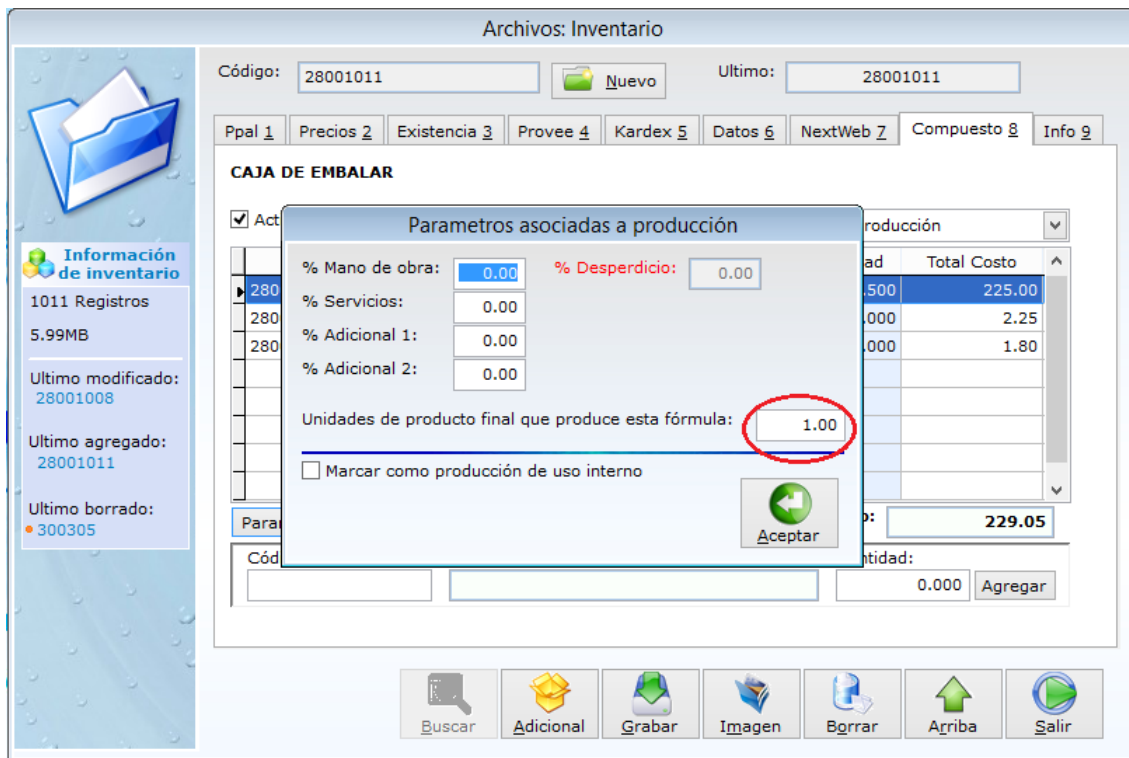 Archivos: Inventario
Código: 28001011 Nuevo Ultimo: 28001011
Ppal 1 Precios 2 Existencia 3 Provee 4 Kardex 5 Datos 6 NextWeb 7 Compuesto 8 Info 9
CAJA DE EMBALAR
Información
de inventario
1011 Registros
5.99MB
Ultimo modificado:
28001008
Ultimo agregado:
28001011
Ultimo borrado:
300305
Act
roducción
ad Total Costo
280 .500 225.00
280 .000 2.25
280 .000 1.80
Parametros asociadas a producción
% Mano de obra: 0.00 % Desperdicio: 0.00
% Servicios: 0.00
% Adicional 1: 0.00
% Adicional 2: 0.00
Unidades de producto final que produce esta fórmula: 1.00
Marcar como producción de uso interno
Aceptar
Para o: 229.05
Cód ntidad:
0.000 Agregar
Buscar Adicional Grabar Imagen Borrar Arriba Salir